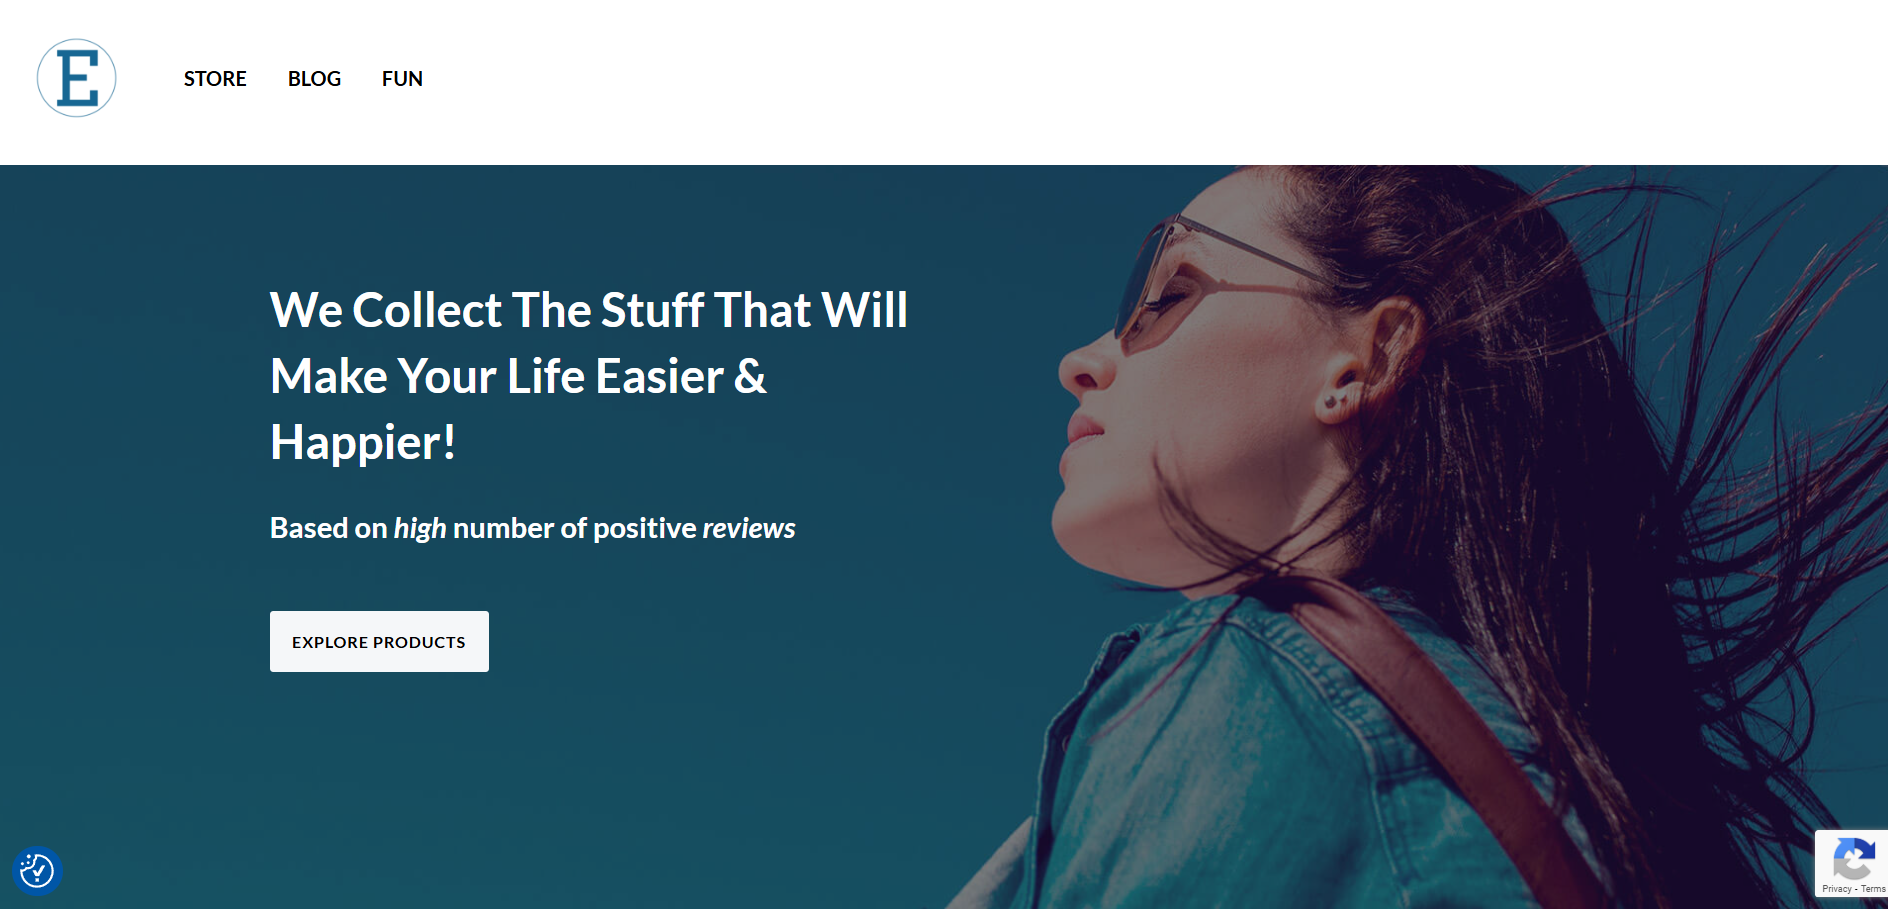 E
STORE
BLOG
FUN
We Collect The Stuff That Will
Make Your Life Easier &
Happier!
Based on high number of positive reviews
EXPLORE PRODUCTS
Privacy - Terms